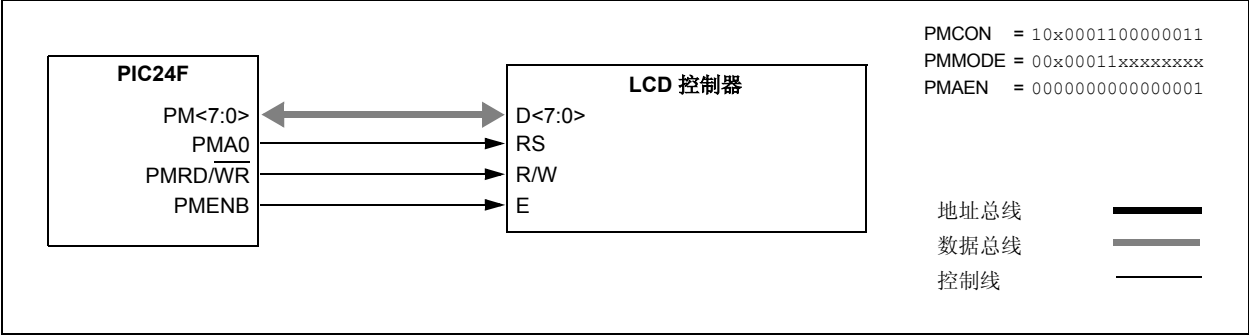 PIC24F
PM<7:0>
PMA0
PMRD/WR
PMENB
LCD 控制器
D<7:0>
RS
R/W
E
PMCON = 10x0001100000011
PMMODE = 00x00011xxxxxxxx
PMAEN = 0000000000000001
地址总线
数据总线
控制线